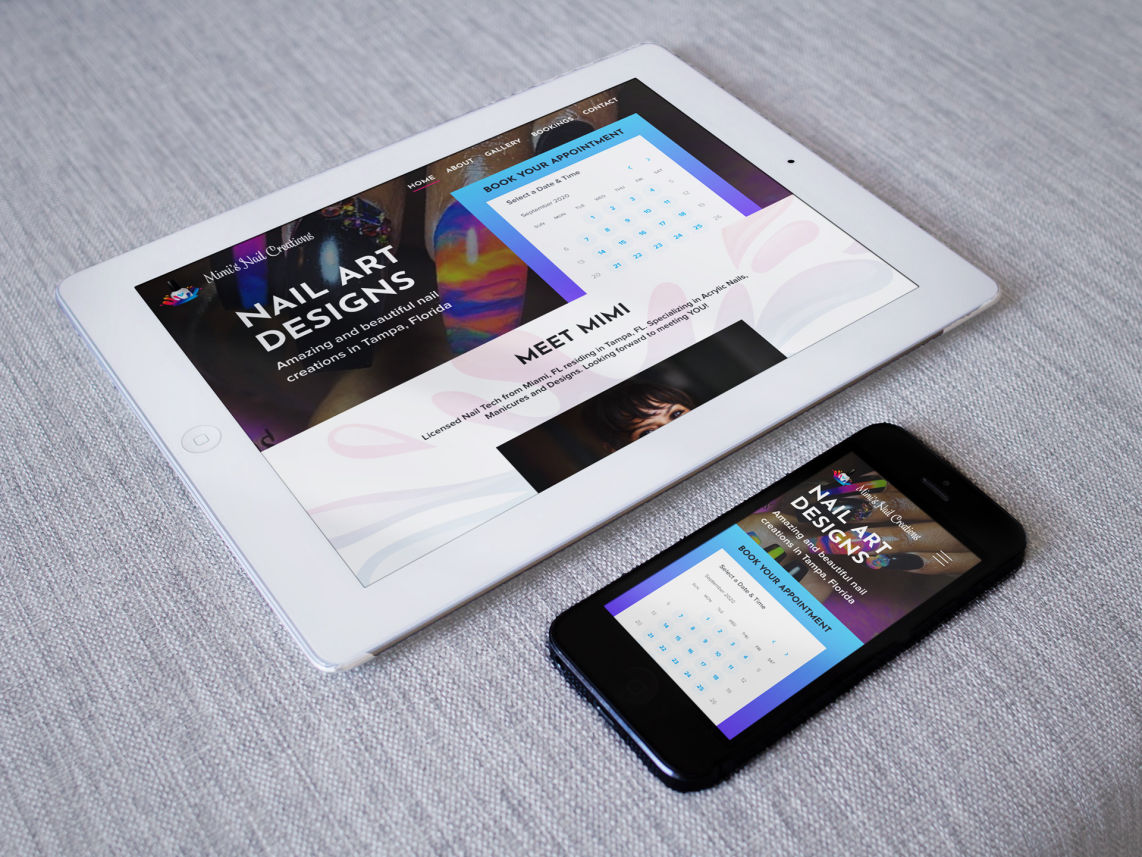 HOME ABOUT GALLERY BOOKINGS CONTACT
Mimi's Nail Creations
NAIL ART
DESIGNS
Amazing and beautiful nail
creations in Tampa, Florida
BOOK YOUR APPOINTMENT
Select a Date & Time
September 2020
SUN MON TUE WED THU FRI SAT
1 2 3 4 5
6 7 8 9 10 11 12
13 14 15 16 17 18 19
20 21 22 23 24 25 26
MEET MIMI
Licensed Nail Tech from Miami, FL residing in Tampa, FL. Specializing in Acrylic Nails,
Manicures and Designs. Looking forward to meeting YOU!
Mimi's Nail Creations
NAIL ART
DESIGNS
Amazing and beautiful nail
creations in Tampa, Florida
BOOK YOUR APPOINTMENT
Select a Date & Time
September 2020
SUN MON TUE WED THU FRI SAT
1 2 3 4 5
6 7 8 9 10 11 12
13 14 15 16 17 18 19
20 21 22 23 24 25 26